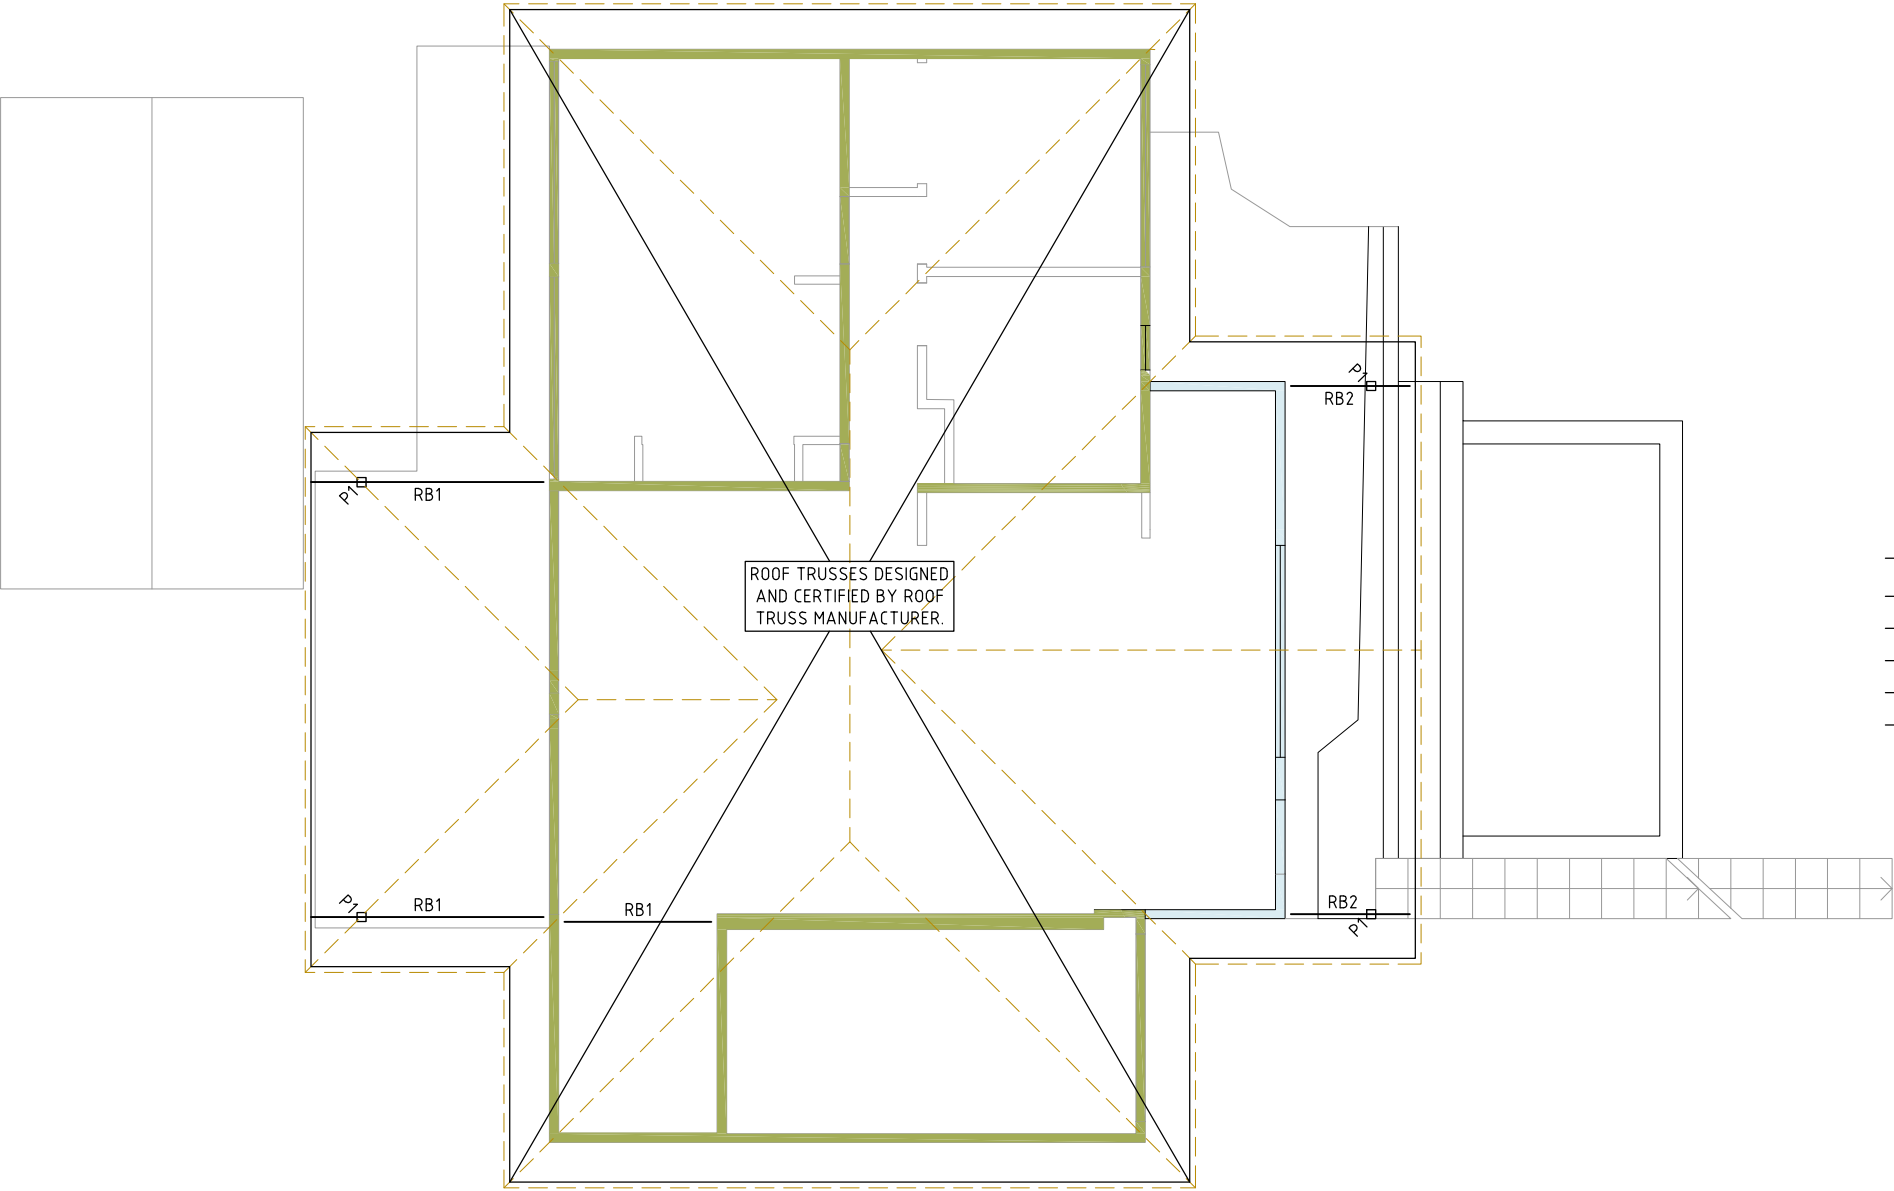 P1
RB2
RB1
P1
ROOF TRUSSES DESIGNED
AND CERTIFIED BY ROOF
TRUSS MANUFACTURER.
P1
RB1
RB1
RB2
P1